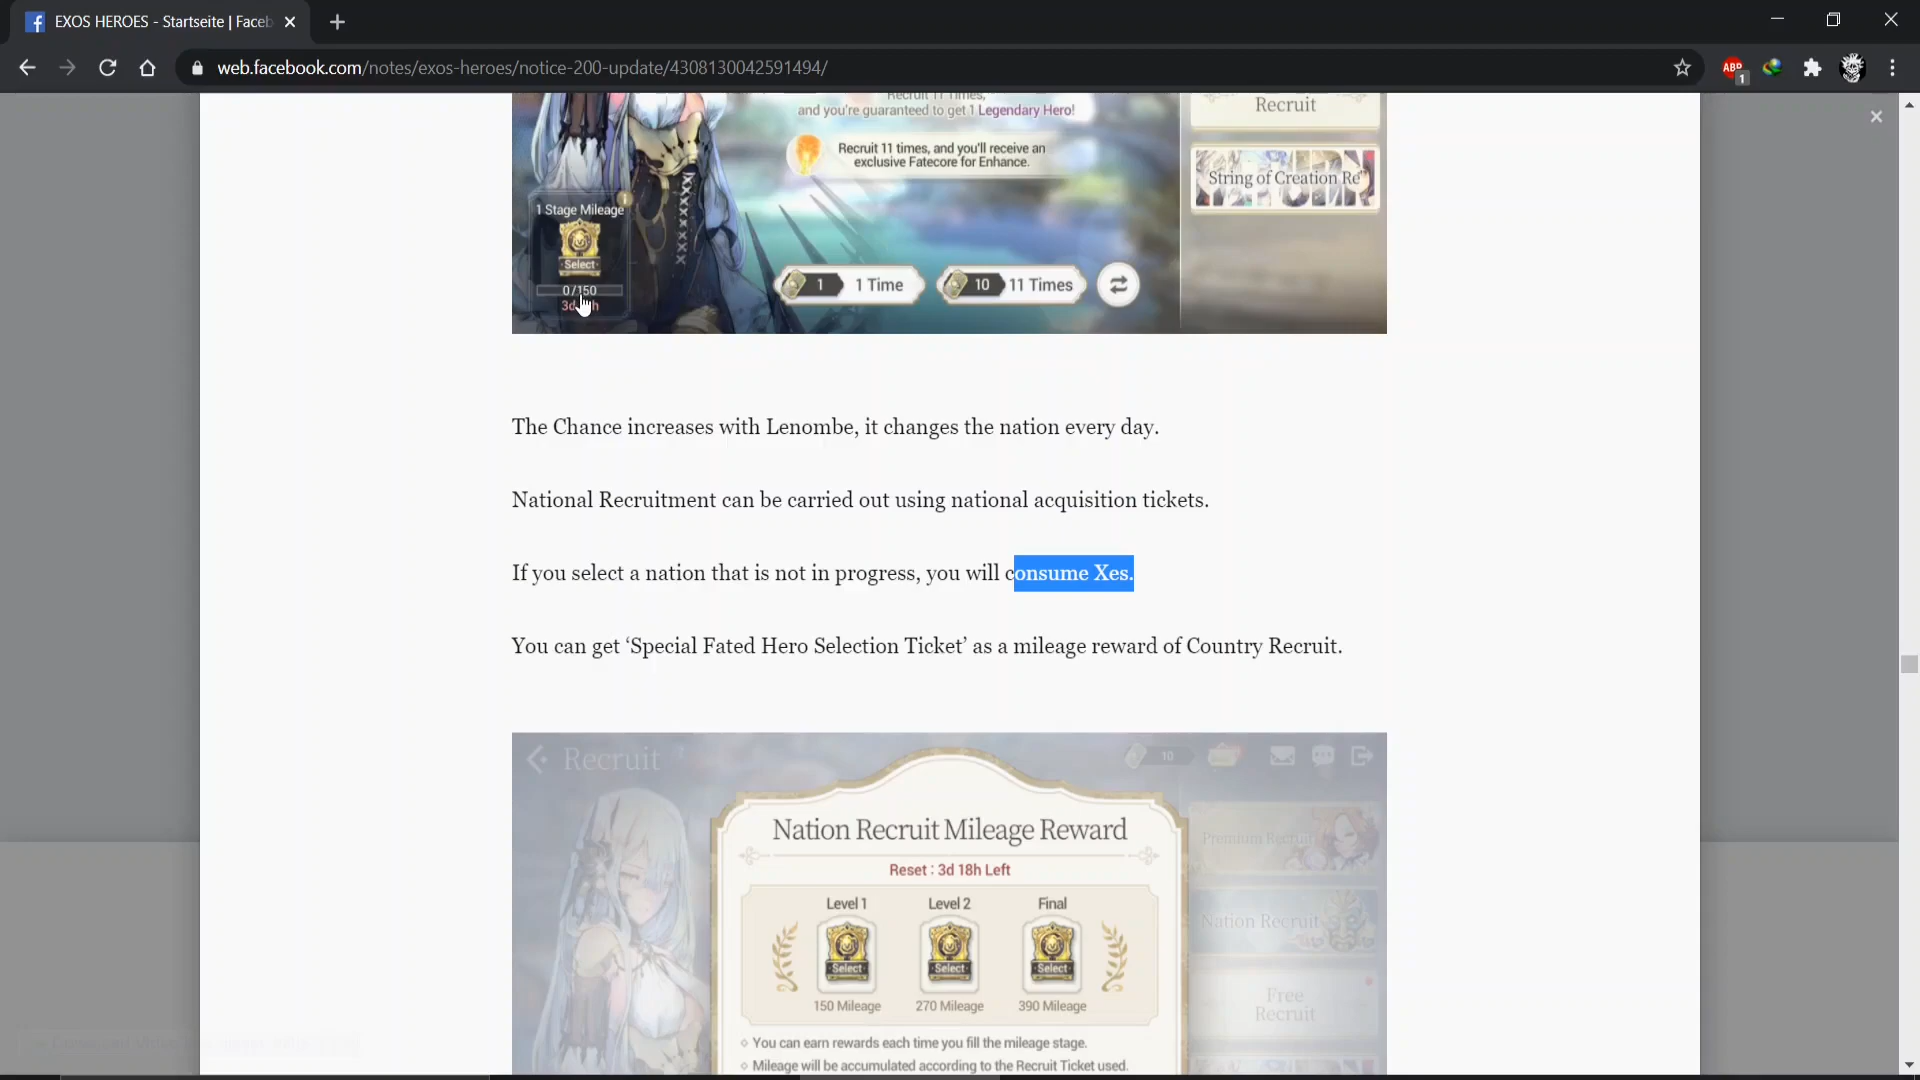 EXOS HEROES - Startseite | Faceb
web.facebook.com/notes/exos-heroes/notice-200-update/4308130042591494/
ABP
1
Recruit 11 Times,
and you're guaranteed to get 1 Legendary Hero!
Recruit 11 times, and you'll receive an
exclusive Fatecore for Enhance.
Recruit
String of Creation Re
1 Stage Mileage
Select
0/150
1 1 Time
10 11 Times
The Chance increases with Lenombe, it changes the nation every day.
National Recruitment can be carried out using national acquisition tickets.
If you select a nation that is not in progress, you will consume Xes.
You can get ‘Special Fated Hero Selection Ticket’ as a mileage reward of Country Recruit.
Recruit
10
Nation Recruit Mileage Reward
Reset : 3d 18h Left
Level 1 Level 2 Final
Select Select Select
150 Mileage 270 Mileage 390 Mileage
Premium Recruit
Nation Recruit
Free
Recruit
◇ You can earn rewards each time you fill the mileage stage.
◇ Mileage will be accumulated according to the Recruit Ticket used.